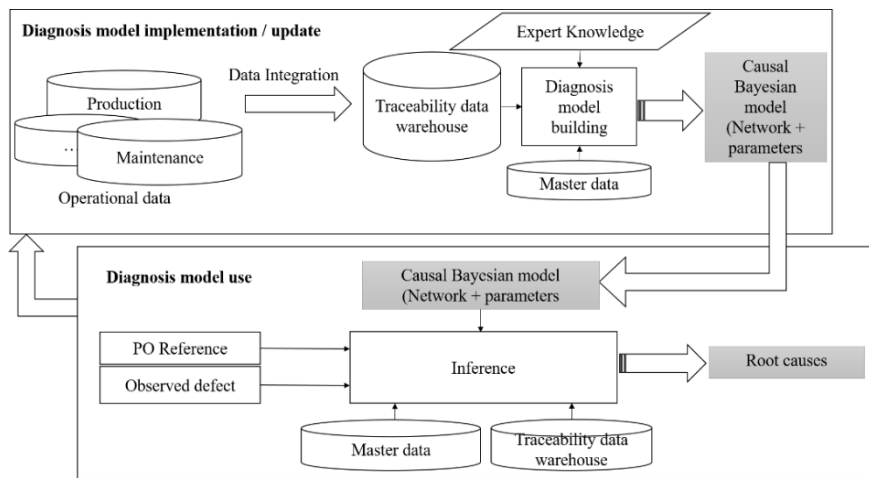 Diagnosis model implementation / update
Expert Knowledge
Data Integration
Production
...
Maintenance
Operational data
Traceability data
warehouse
Diagnosis
model
building
Master data
Causal
Bayesian
model
(Network +
parameters
Diagnosis model use
Causal Bayesian model
(Network + parameters
PO Reference
Observed defect
Inference
Root causes
Master data
Traceability data
warehouse